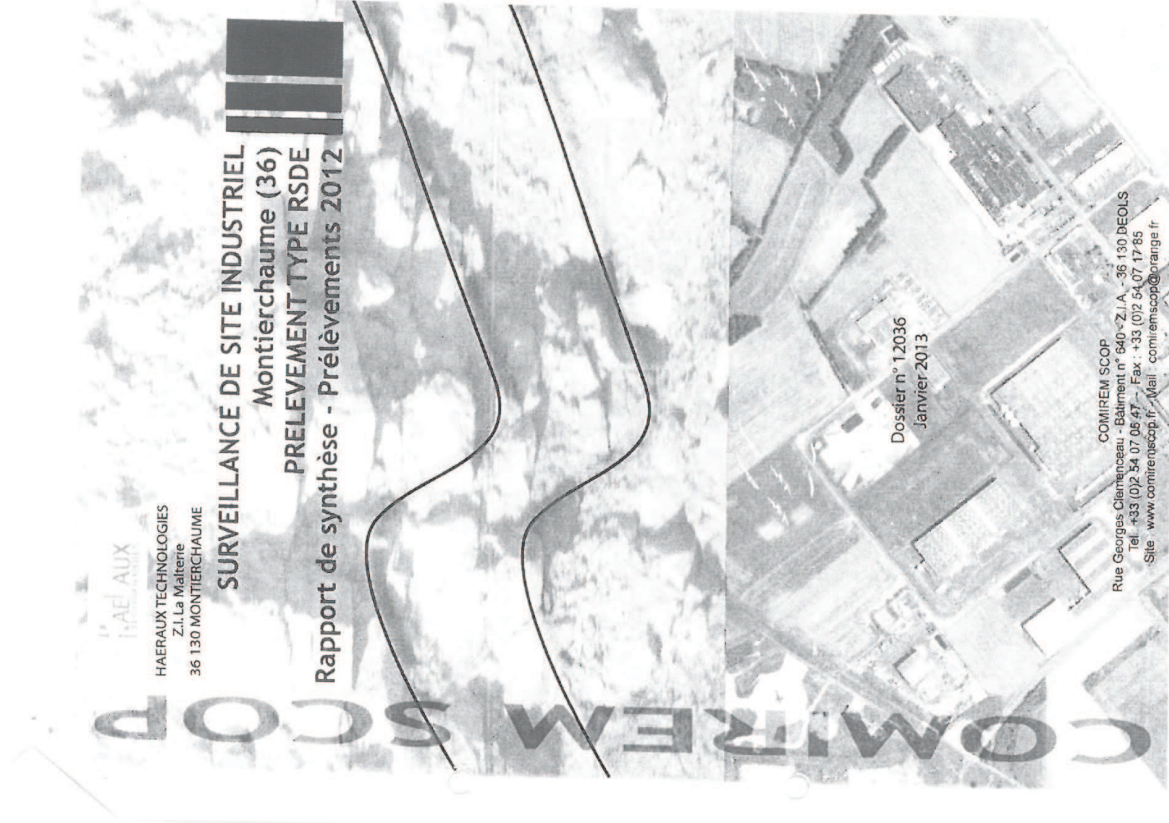 HAERAUX TECHNOLOGIES
Z.I. La Malterie
36 130 MONTIERCHAUME
SURVEILLANCE DE SITE INDUSTRIEL
Montierchaume (36)
PRELEVEMENT TYPE RSDE
Rapport de synthèse - Prélèvements 2012
COMIREM SCOP
Dossier n° 12036
Janvier 2013
COMIREM SCOP
Rue Georges Clemenceau - Bâtiment n° 640 - Z.I.A. - 36 130 DEOLS
Tel. +33 (0)2 54 07 05 47 - Fax : +33 (0)2 54 07 17 85
Site : www.comiremscop.fr - Mail : comiremscop@orange.fr